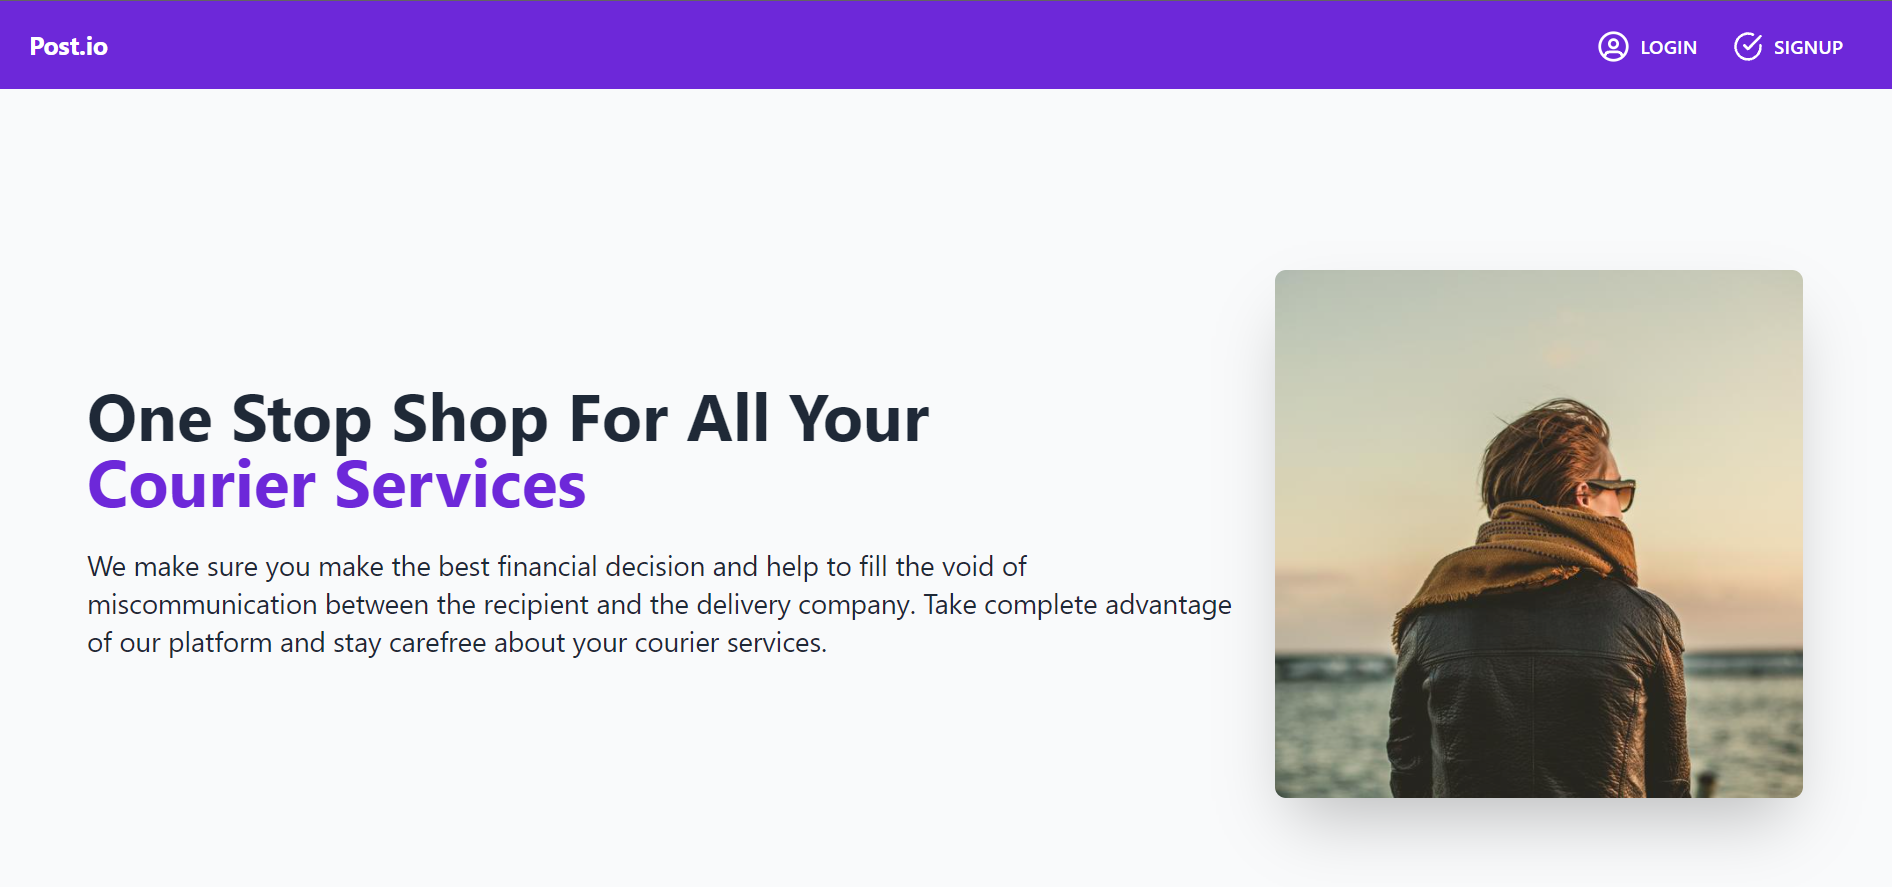 Post.io
LOGIN
SIGNUP
One Stop Shop For All Your
Courier Services
We make sure you make the best financial decision and help to fill the void of
miscommunication between the recipient and the delivery company. Take complete advantage
of our platform and stay carefree about your courier services.